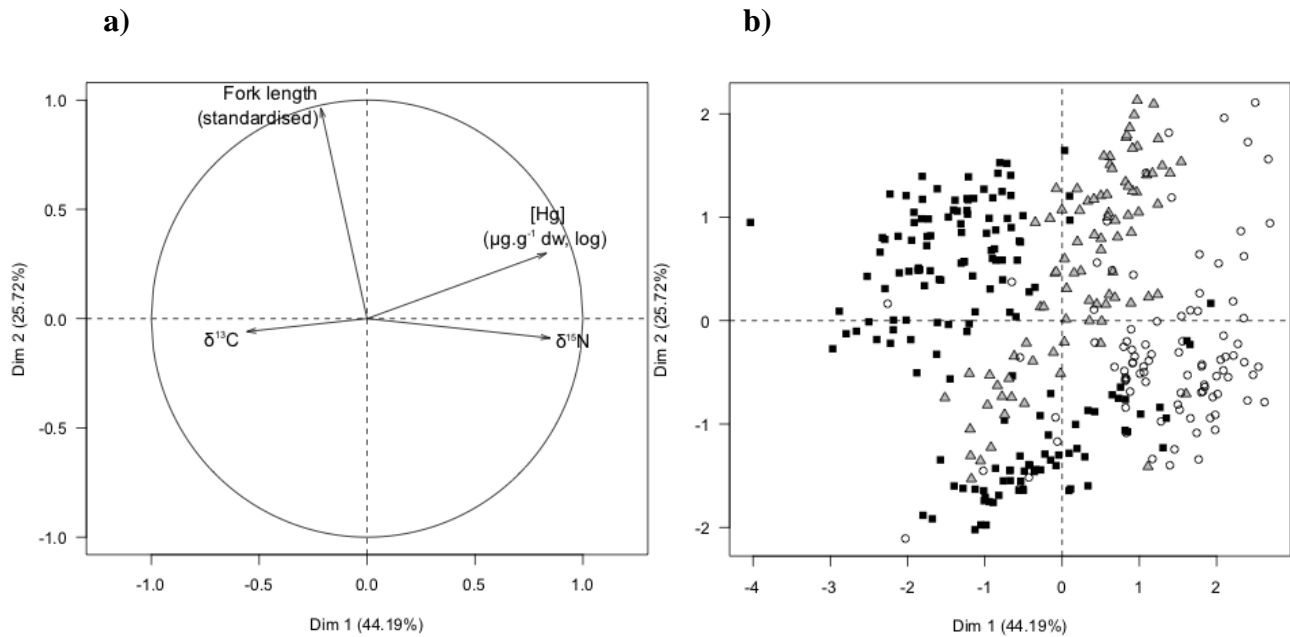 a)
b)
Fork length
(standardised)
[Hg]
(µg.g⁻¹ dw, log)
δ¹³C
δ¹⁵N
1.0
0.5
0.0
-0.5
-1.0
Dim 2 (25.72%)
-1.0
-0.5
0.0
0.5
1.0
Dim 1 (44.19%)
2
1
0
-1
-2
Dim 2 (25.72%)
-4
-3
-2
-1
0
1
2
Dim 1 (44.19%)